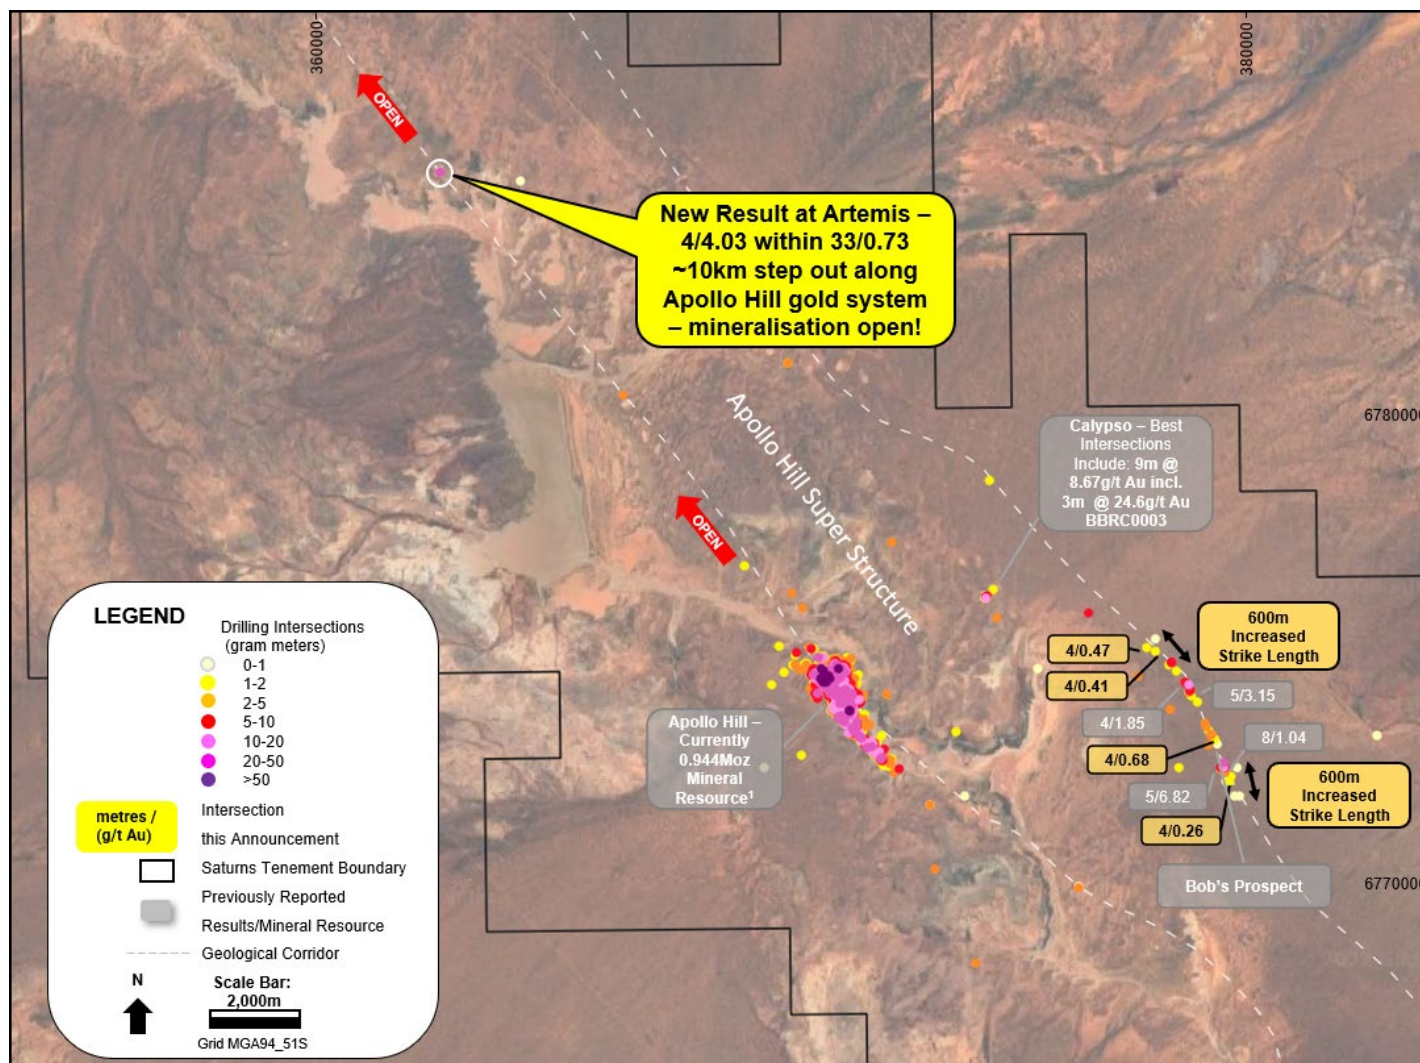 360000
380000
OPEN
New Result at Artemis –
4/4.03 within 33/0.73
~10km step out along
Apollo Hill gold system
– mineralisation open!
6780000
Apollo Hill Super Structure
Calypso – Best
Intersections
Include: 9m @
8.67g/t Au incl.
3m @ 24.6g/t Au
BBRC0003
OPEN
600m
Increased
Strike Length
4/0.47
4/0.41
5/3.15
4/1.85
8/1.04
4/0.68
5/6.82
4/0.26
600m
Increased
Strike Length
Bob's Prospect
6770000
Apollo Hill –
Currently
0.944Moz
Mineral
Resource¹
LEGEND
Drilling Intersections
(gram meters)
0-1
1-2
2-5
5-10
10-20
20-50
>50
metres /
(g/t Au)
Intersection
this Announcement
Saturns Tenement Boundary
Previously Reported
Results/Mineral Resource
Geological Corridor
N
Scale Bar:
2,000m
Grid MGA94_51S